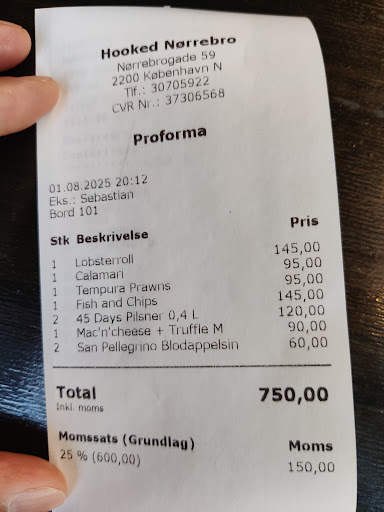 Hooked Nørrebro
Nørrebrogade 59
2200 København N
Tlf.: 30705922
CVR Nr.: 37306568
Proforma
01.08.2025 20:12
Eks.: Sebastian
Bord 101
Stk Beskrivelse Pris
1 Lobsterroll 145,00
1 Calamari 95,00
1 Tempura Prawns 95,00
1 Fish and Chips 145,00
2 45 Days Pilsner 0,4 L 120,00
1 Mac'n'cheese + Truffle M 90,00
2 San Pellegrino Blodappelsin 60,00
Total 750,00
Inkl. moms
Momssats (Grundlag) Moms
25 % (600,00) 150,00